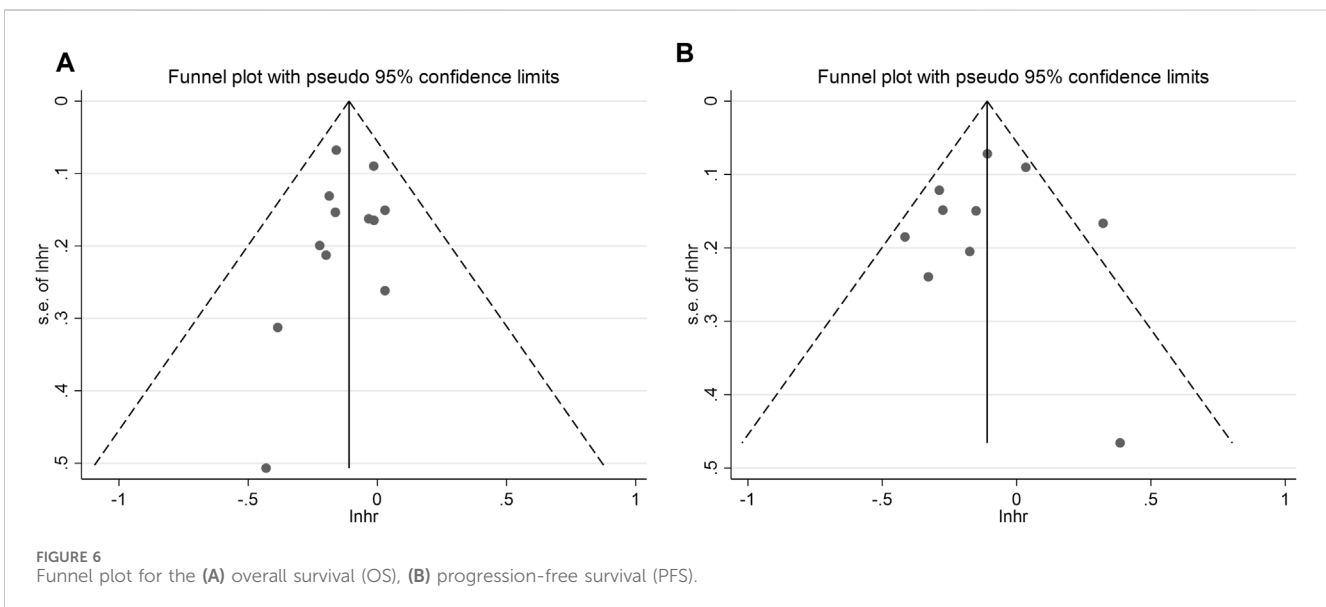 A
Funnel plot with pseudo 95% confidence limits
0
.1
.2
.3
.4
.5
s.e. of lnhr
-1
-.5
0
.5
1
lnhr
B
Funnel plot with pseudo 95% confidence limits
0
.1
.2
.3
.4
.5
s.e. of lnhr
-1
-.5
0
.5
1
lnhr
FIGURE 6
Funnel plot for the (A) overall survival (OS), (B) progression-free survival (PFS).